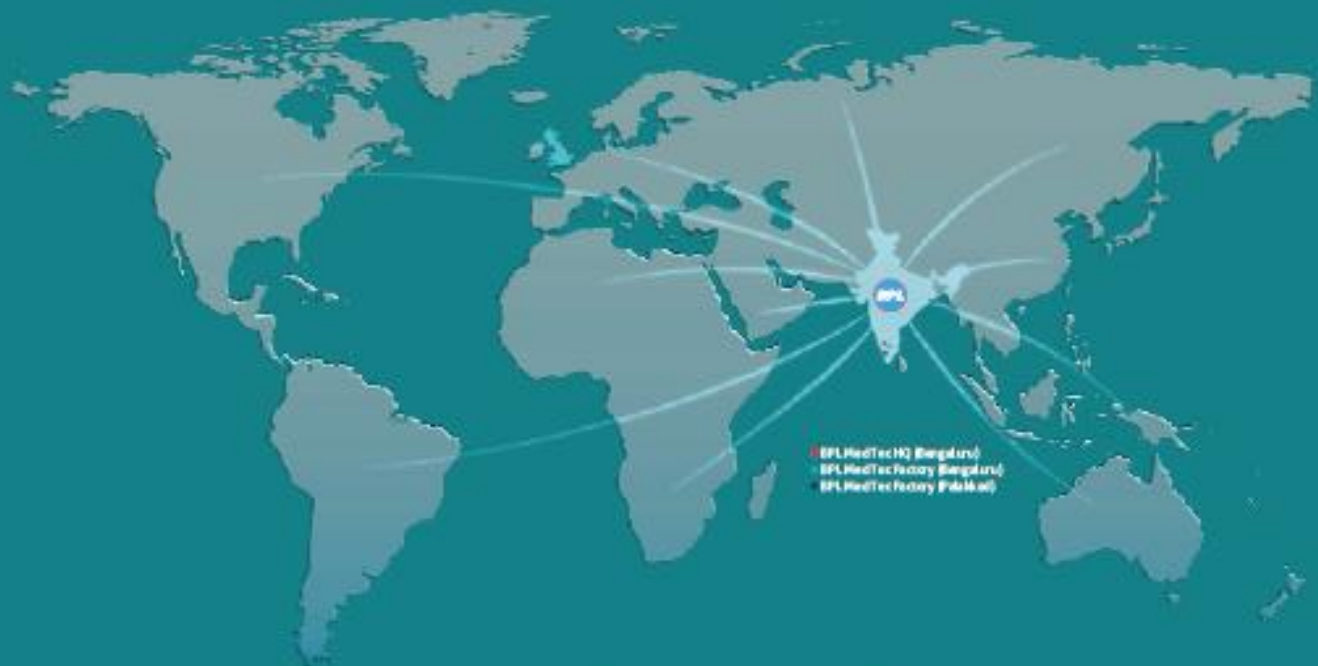 BPL
BPL MedTec HQ (Bengaluru)
BPL MedTec Factory (Bengaluru)
BPL MedTec Factory (Palakkad)